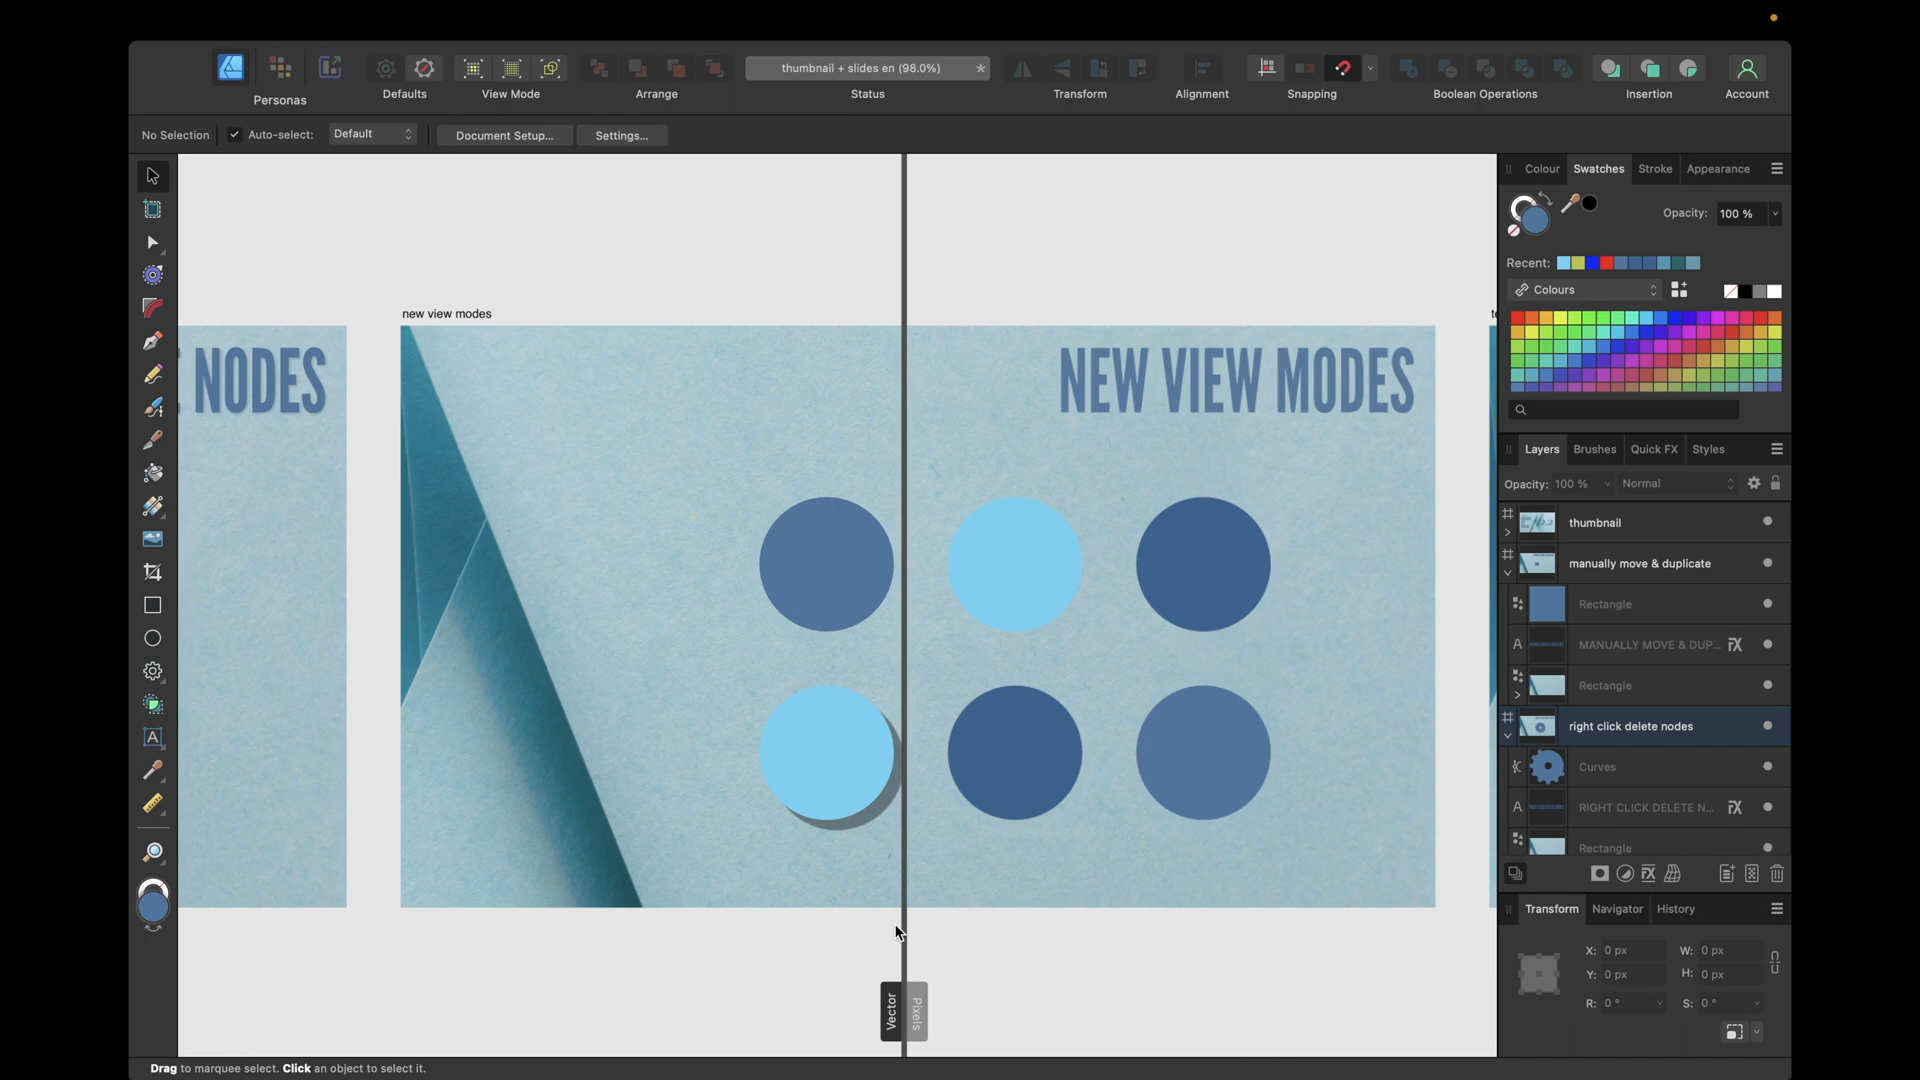 thumbnail + slides en (98.0%) *
Personas
Defaults
View Mode
Arrange
Status
Transform
Alignment
Snapping
Boolean Operations
Insertion
Account
No Selection
Auto-select:
Default
Document Setup...
Settings...
new view modes
NODES
NEW VIEW MODES
Vector
Pixels
Colour
Swatches
Stroke
Appearance
Opacity:
100 %
Recent:
Colours
Layers
Brushes
Quick FX
Styles
Opacity:
100 %
Normal
thumbnail
manually move & duplicate
Rectangle
A
MANUALLY MOVE & DUP...
Rectangle
right click delete nodes
Curves
A
RIGHT CLICK DELETE N...
Rectangle
Transform
Navigator
History
X: 0 px
W: 0 px
Y: 0 px
H: 0 px
R: 0 °
S: 0 °
Drag to marquee select. Click an object to select it.